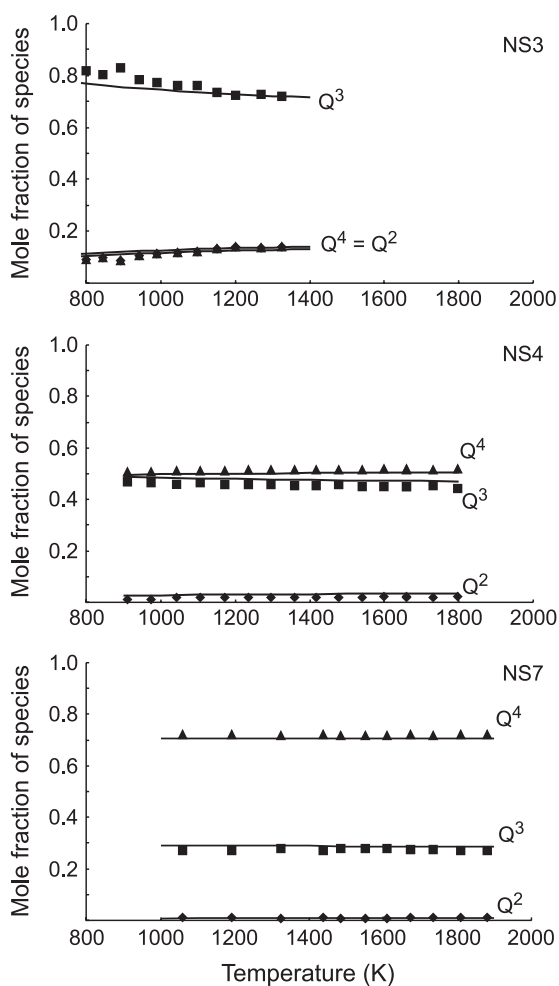 NS3
Mole fraction of species
1.0
0.8
0.6
0.4
0.2
Q³
Q⁴ = Q²
800 1000 1200 1400 1600 1800 2000
NS4
Mole fraction of species
1.0
0.8
0.6
0.4
0.2
Q⁴
Q³
Q²
800 1000 1200 1400 1600 1800 2000
NS7
Mole fraction of species
1.0
0.8
0.6
0.4
0.2
0
Q⁴
Q³
Q²
800 1000 1200 1400 1600 1800 2000
Temperature (K)